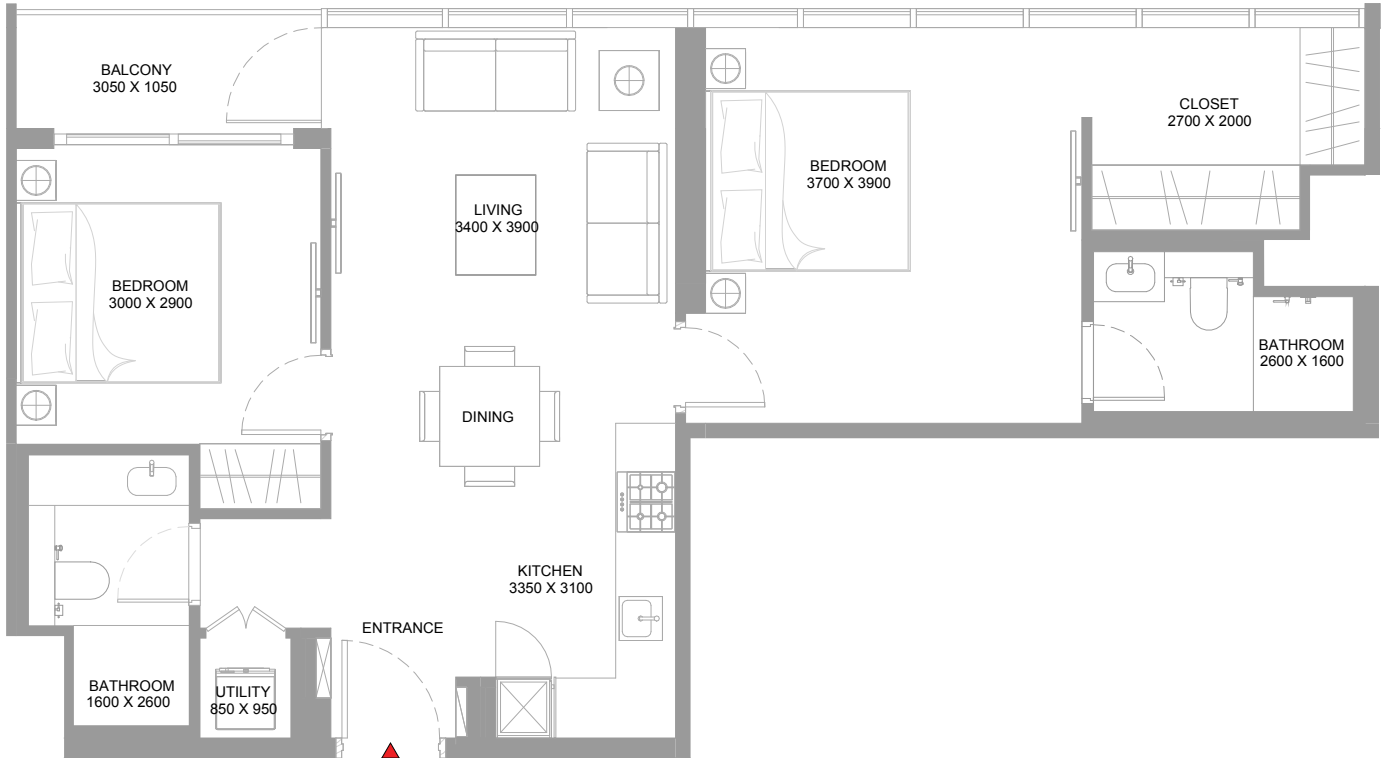 BALCONY
3050 X 1050
CLOSET
2700 X 2000
BEDROOM
3700 X 3900
LIVING
3400 X 3900
BEDROOM
3000 X 2900
BATHROOM
2600 X 1600
DINING
KITCHEN
3350 X 3100
ENTRANCE
BATHROOM
1600 X 2600
UTILITY
850 X 950